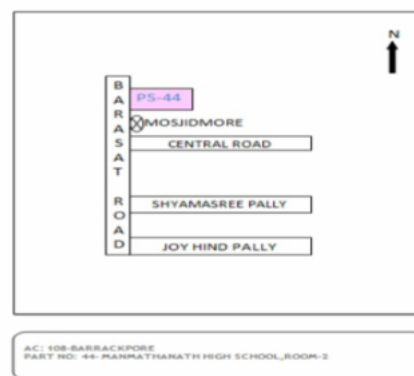 N
BARASAT ROAD
PS-44
MOSJIDMORE
CENTRAL ROAD
SHYAMASREE PALLY
JOY HIND PALLY
AC: 108-BARRACKPORE
PART NO: 44- MANMATHANATH HIGH SCHOOL,ROOM-2